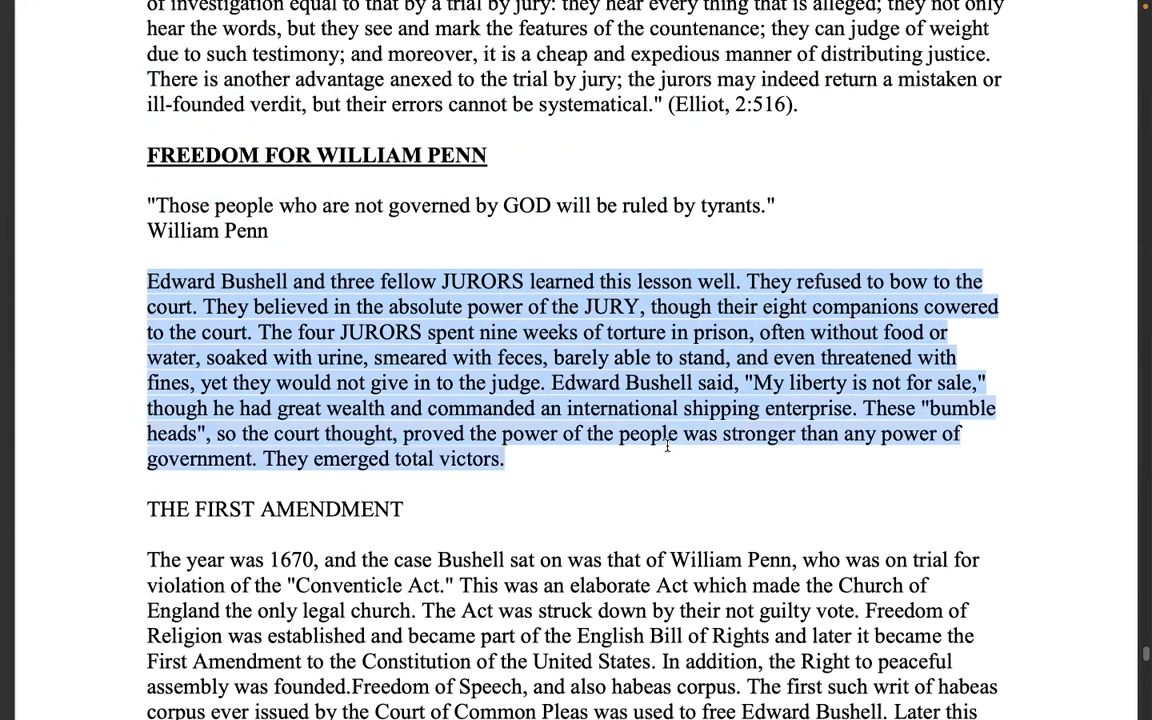 of investigation equal to that by a trial by jury: they hear every thing that is alleged; they not only
hear the words, but they see and mark the features of the countenance; they can judge of weight
due to such testimony; and moreover, it is a cheap and expedious manner of distributing justice.
There is another advantage anexed to the trial by jury; the jurors may indeed return a mistaken or
ill-founded verdit, but their errors cannot be systematical." (Elliot, 2:516).
FREEDOM FOR WILLIAM PENN
"Those people who are not governed by GOD will be ruled by tyrants."
William Penn
Edward Bushell and three fellow JURORS learned this lesson well. They refused to bow to the
court. They believed in the absolute power of the JURY, though their eight companions cowered
to the court. The four JURORS spent nine weeks of torture in prison, often without food or
water, soaked with urine, smeared with feces, barely able to stand, and even threatened with
fines, yet they would not give in to the judge. Edward Bushell said, "My liberty is not for sale,"
though he had great wealth and commanded an international shipping enterprise. These "bumble
heads", so the court thought, proved the power of the people was stronger than any power of
government. They emerged total victors.
THE FIRST AMENDMENT
The year was 1670, and the case Bushell sat on was that of William Penn, who was on trial for
violation of the "Conventicle Act." This was an elaborate Act which made the Church of
England the only legal church. The Act was struck down by their not guilty vote. Freedom of
Religion was established and became part of the English Bill of Rights and later it became the
First Amendment to the Constitution of the United States. In addition, the Right to peaceful
assembly was founded.Freedom of Speech, and also habeas corpus. The first such writ of habeas
corpus ever issued by the Court of Common Pleas was used to free Edward Bushell. Later this